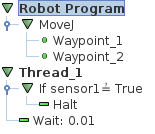 Robot Program
MoveJ
Waypoint_1
Waypoint_2
Thread_1
If sensor1≟ True
Halt
Wait: 0.01